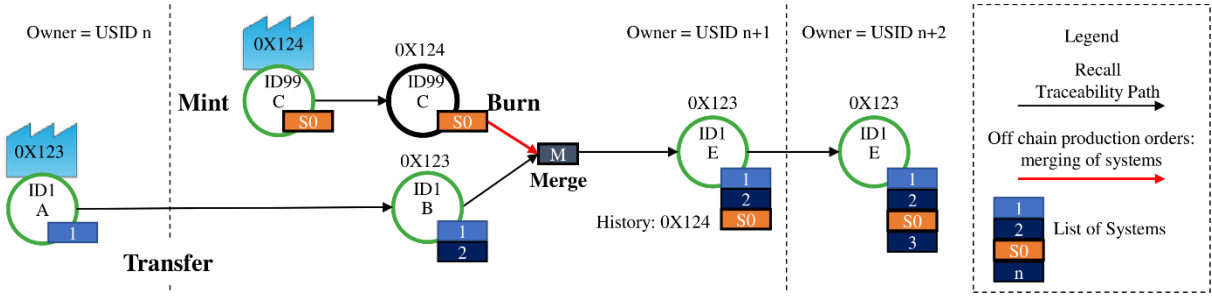 Owner = USID n
Owner = USID n+1
Owner = USID n+2
Legend
Recall
Traceability Path
Off chain production orders:
merging of systems
1
2
S0
n
List of Systems
0X124
Mint
ID99
C
S0
0X124
ID99
C
S0
Burn
0X123
ID1
A
1
Transfer
0X123
ID1
B
1
2
M
Merge
0X123
ID1
E
1
2
S0
History: 0X124
0X123
ID1
E
1
2
S0
3